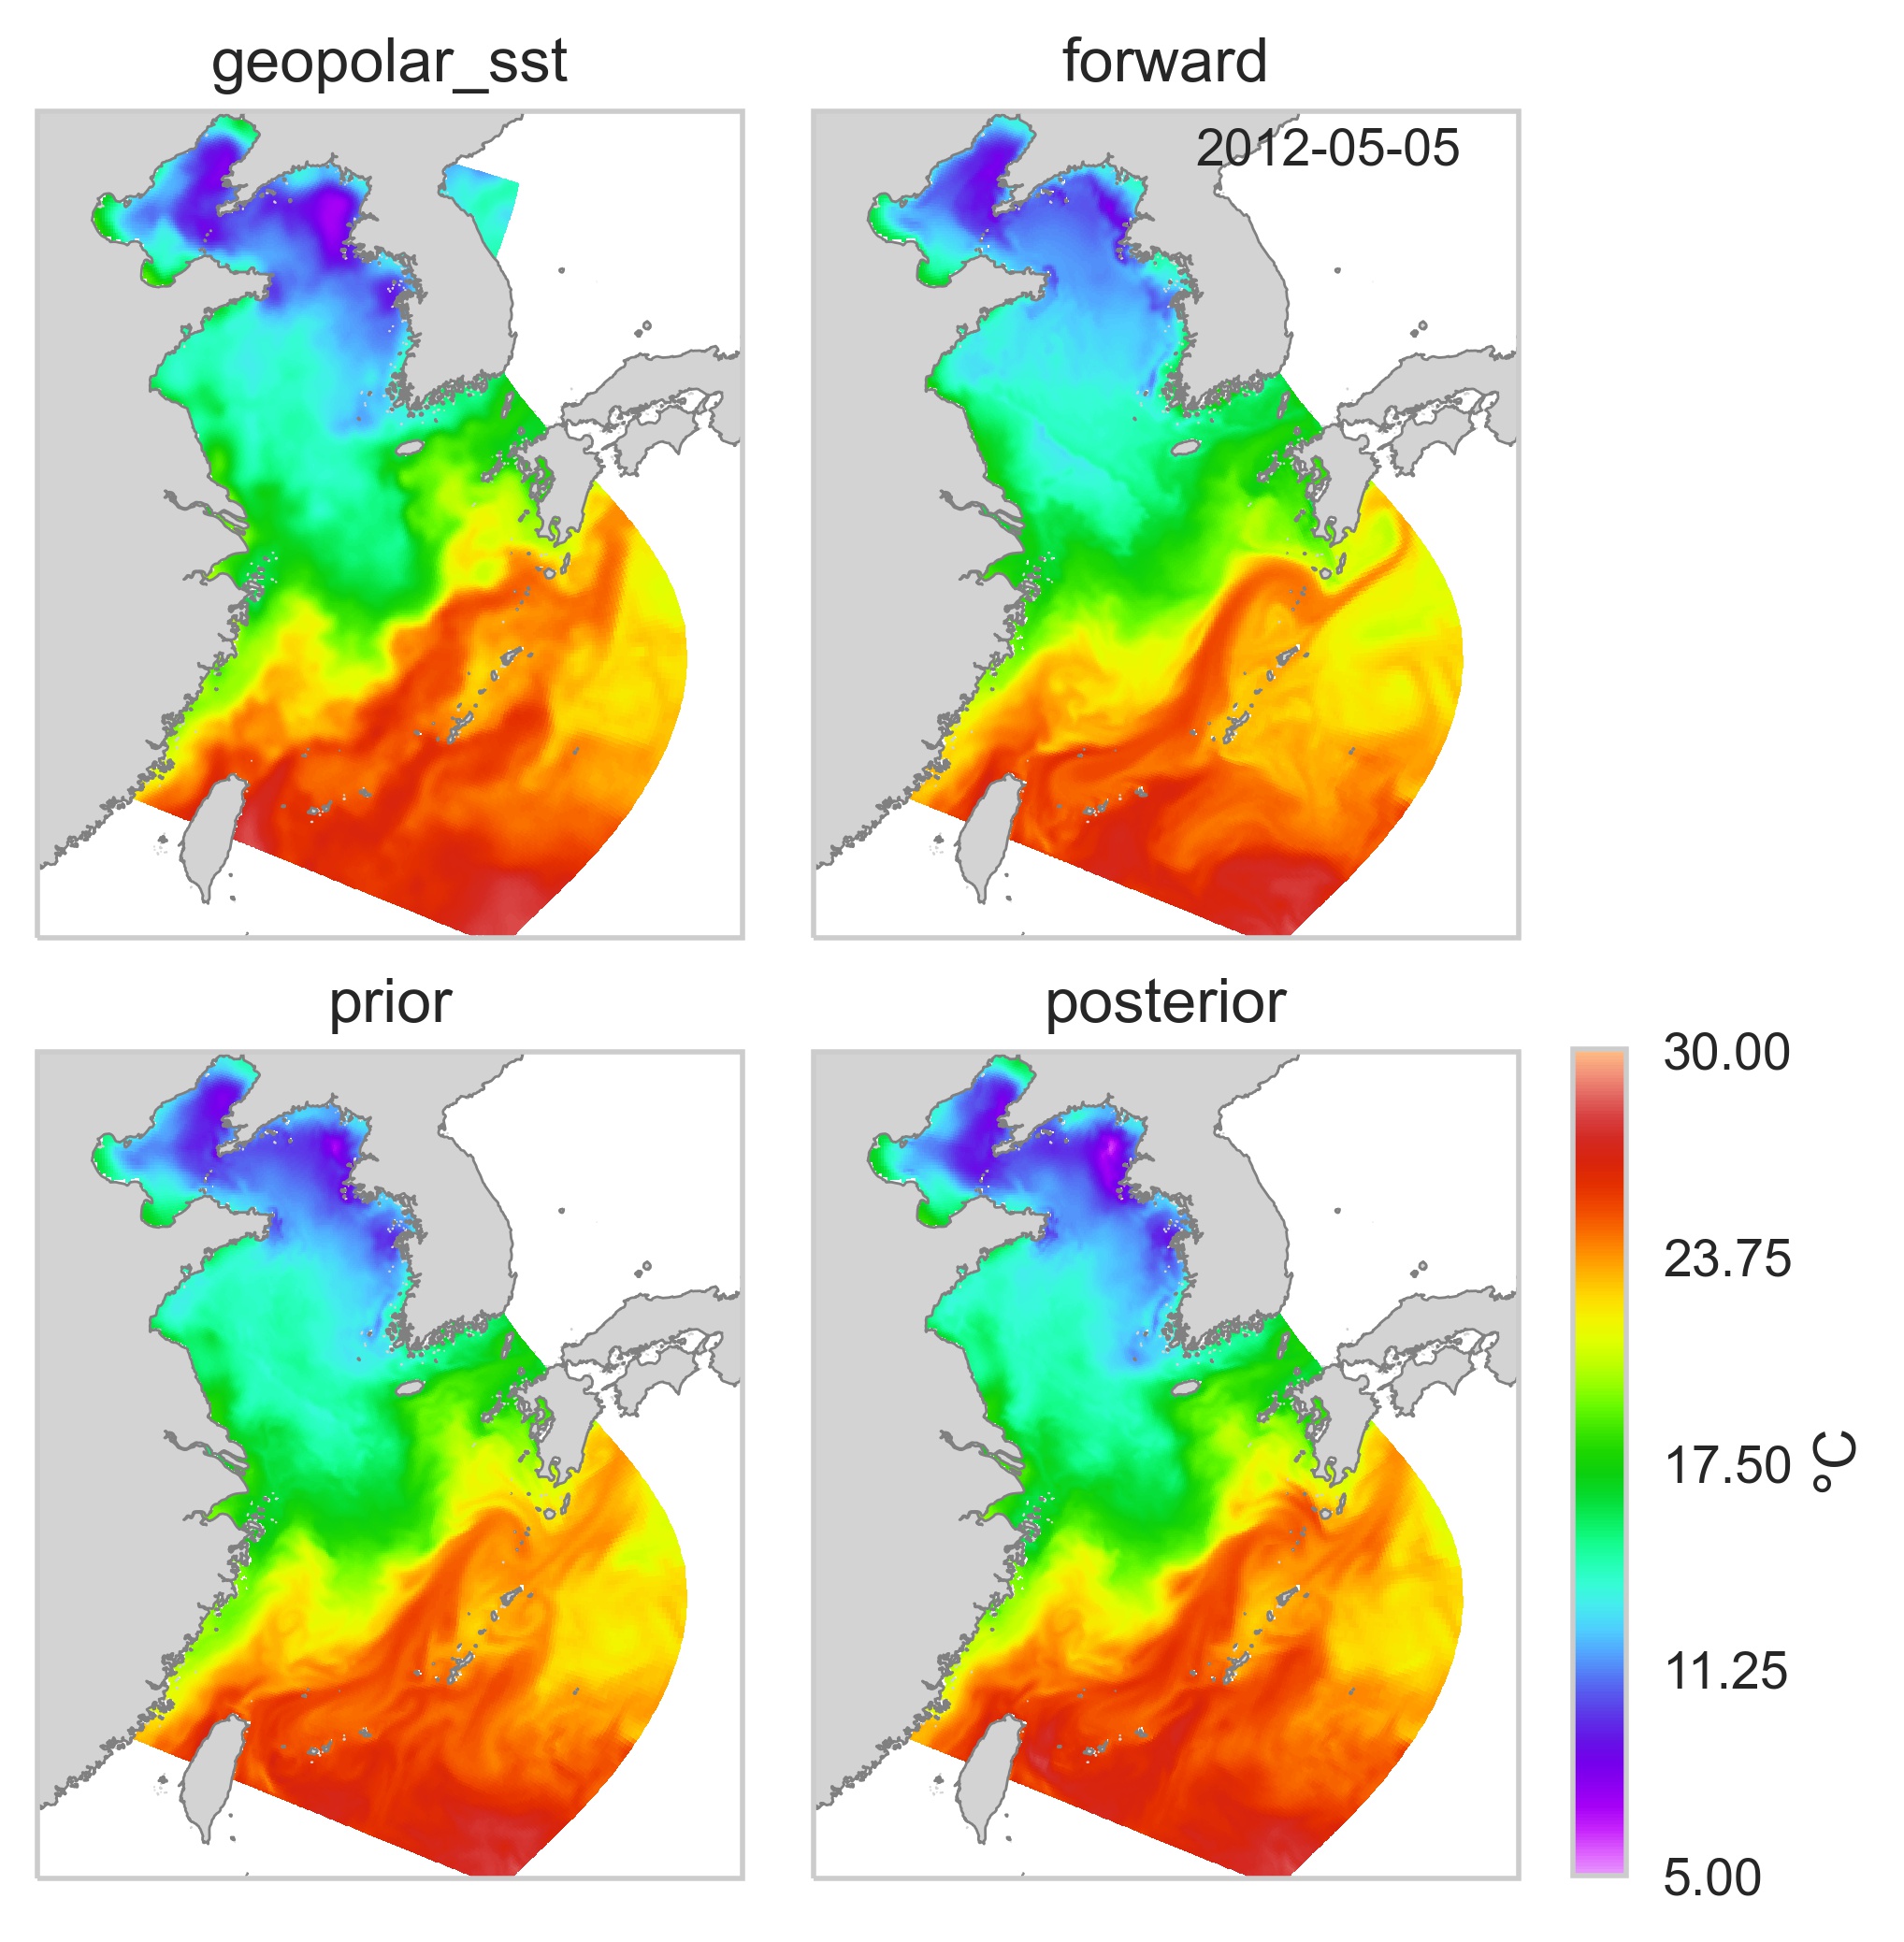 geopolar_sst
forward
2012-05-05
prior
posterior
30.00
23.75
17.50
11.25
5.00
°C